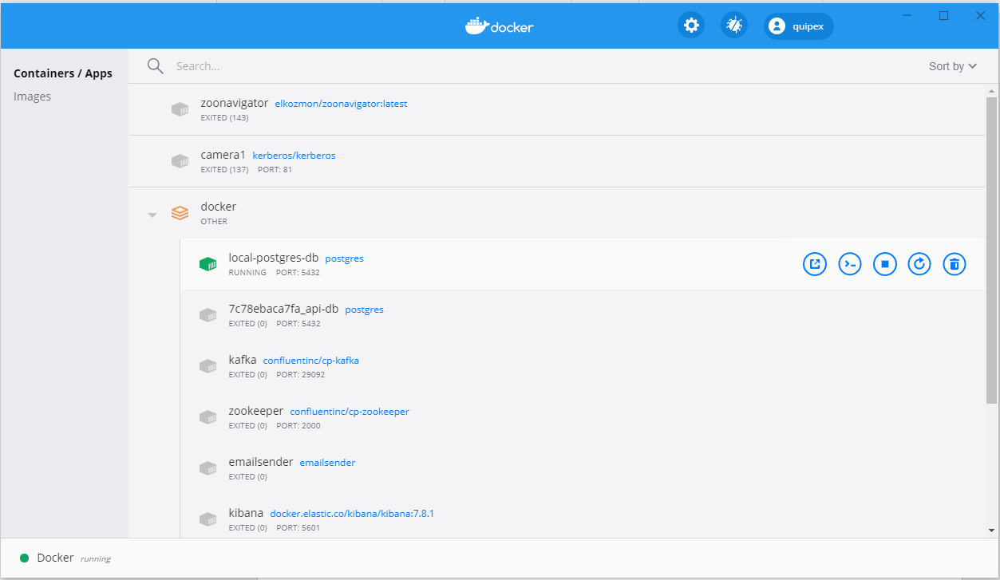 docker
quipex
Containers / Apps
Images
Search...
Sort by
zoonavigator elkozmon/zoonavigator:latest
EXITED (143)
camera1 kerberos/kerberos
EXITED (137) PORT: 81
docker
OTHER
local-postgres-db postgres
RUNNING PORT: 5432
7c78ebaca7fa_api-db postgres
EXITED (0) PORT: 5432
kafka confluentinc/cp-kafka
EXITED (0) PORT: 29092
zookeeper confluentinc/cp-zookeeper
EXITED (0) PORT: 2000
emailsender emailsender
EXITED (0)
kibana docker.elastic.co/kibana/kibana:7.8.1
EXITED (0) PORT: 5601
Docker running